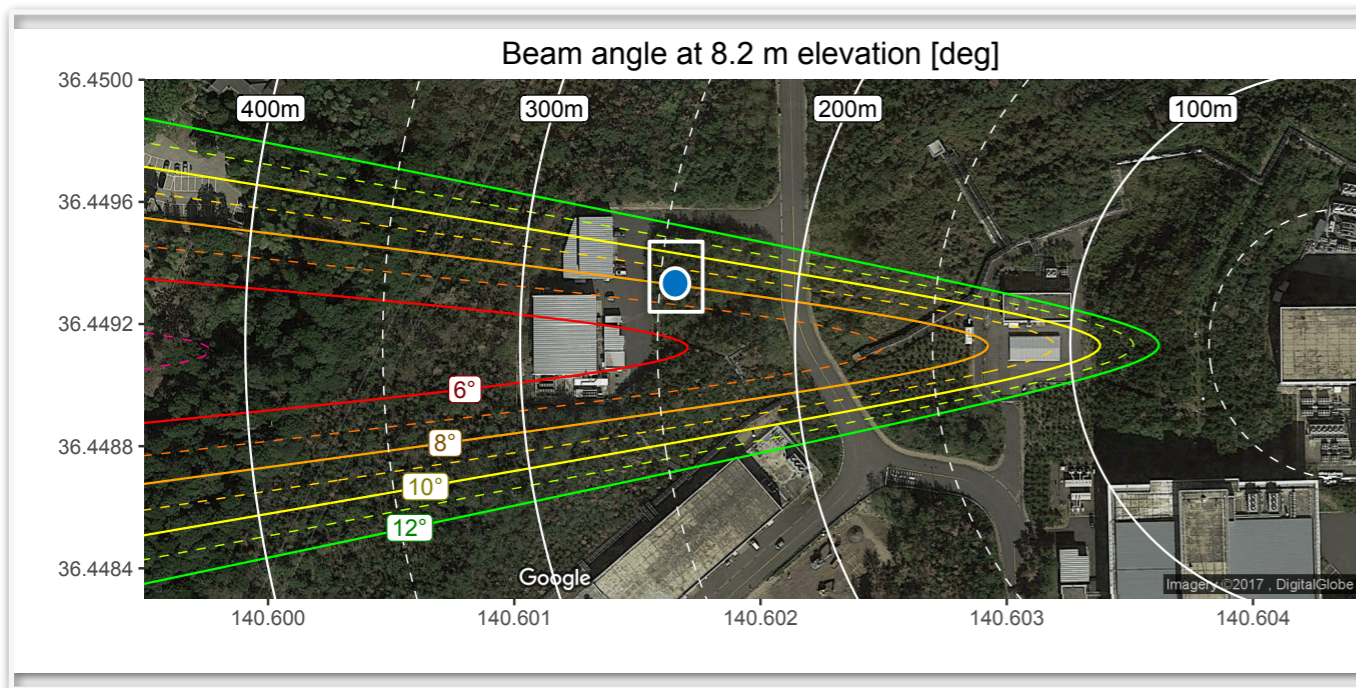 Beam angle at 8.2 m elevation [deg]
36.4500
36.4496
36.4492
36.4488
36.4484
400m
300m
200m
100m
6°
8°
10°
12°
Google
Imagery ©2017 , DigitalGlobe
140.600
140.601
140.602
140.603
140.604